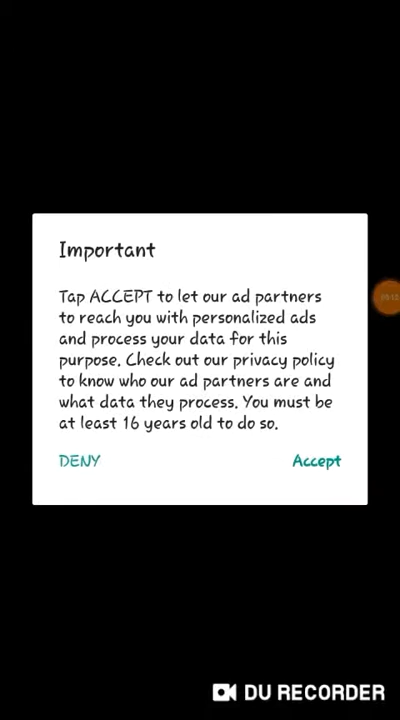 Important
Tap ACCEPT to let our ad partners
to reach you with personalized ads
and process your data for this
purpose. Check out our privacy policy
to know who our ad partners are and
what data they process. You must be
at least 16 years old to do so.
DENY Accept
DU RECORDER